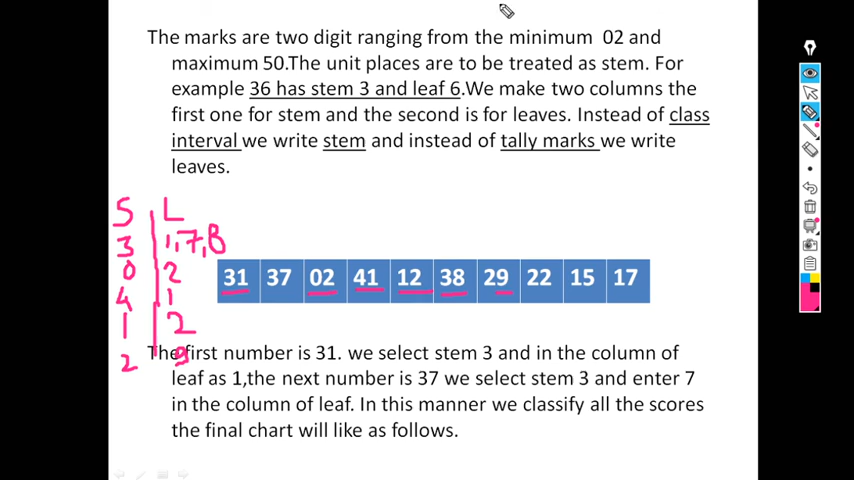 The marks are two digit ranging from the minimum 02 and
maximum 50.The unit places are to be treated as stem. For
example 36 has stem 3 and leaf 6.We make two columns the
first one for stem and the second is for leaves. Instead of class
interval we write stem and instead of tally marks we write
leaves.
S | L
3 | 1,7,8
0 | 2
4 | 1
1 | 2
2 | 9
31 37 02 41 12 38 29 22 15 17
The first number is 31. we select stem 3 and in the column of
leaf as 1,the next number is 37 we select stem 3 and enter 7
in the column of leaf. In this manner we classify all the scores
the final chart will like as follows.